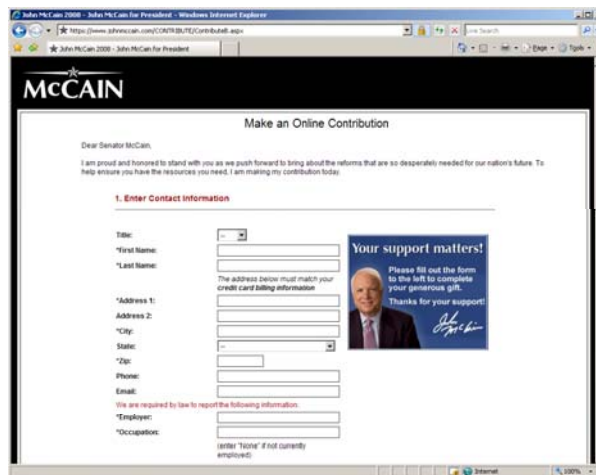 John McCain 2008 - John McCain for President - Windows Internet Explorer
https://www.johnmccain.com/CONTRIBUTE/ContributeB.aspx
Live Search
John McCain 2008 - John McCain for President
Page
Tools
McCAIN
Make an Online Contribution
Dear Senator McCain,
I am proud and honored to stand with you as we push forward to bring about the reforms that are so desperately needed for our nation's future. To
help ensure you have the resources you need, I am making my contribution today.
1. Enter Contact Information
Title: --
*First Name:
*Last Name:
The address below must match your
credit card billing information
*Address 1:
Address 2:
*City:
State: --
*Zip:
Phone:
Email:
We are required by law to report the following information.
*Employer:
*Occupation:
(enter "None" if not currently
employed)
Your support matters!
Please fill out the form
to the left to complete
your generous gift.
Thanks for your support!
John McCain
Internet
100%